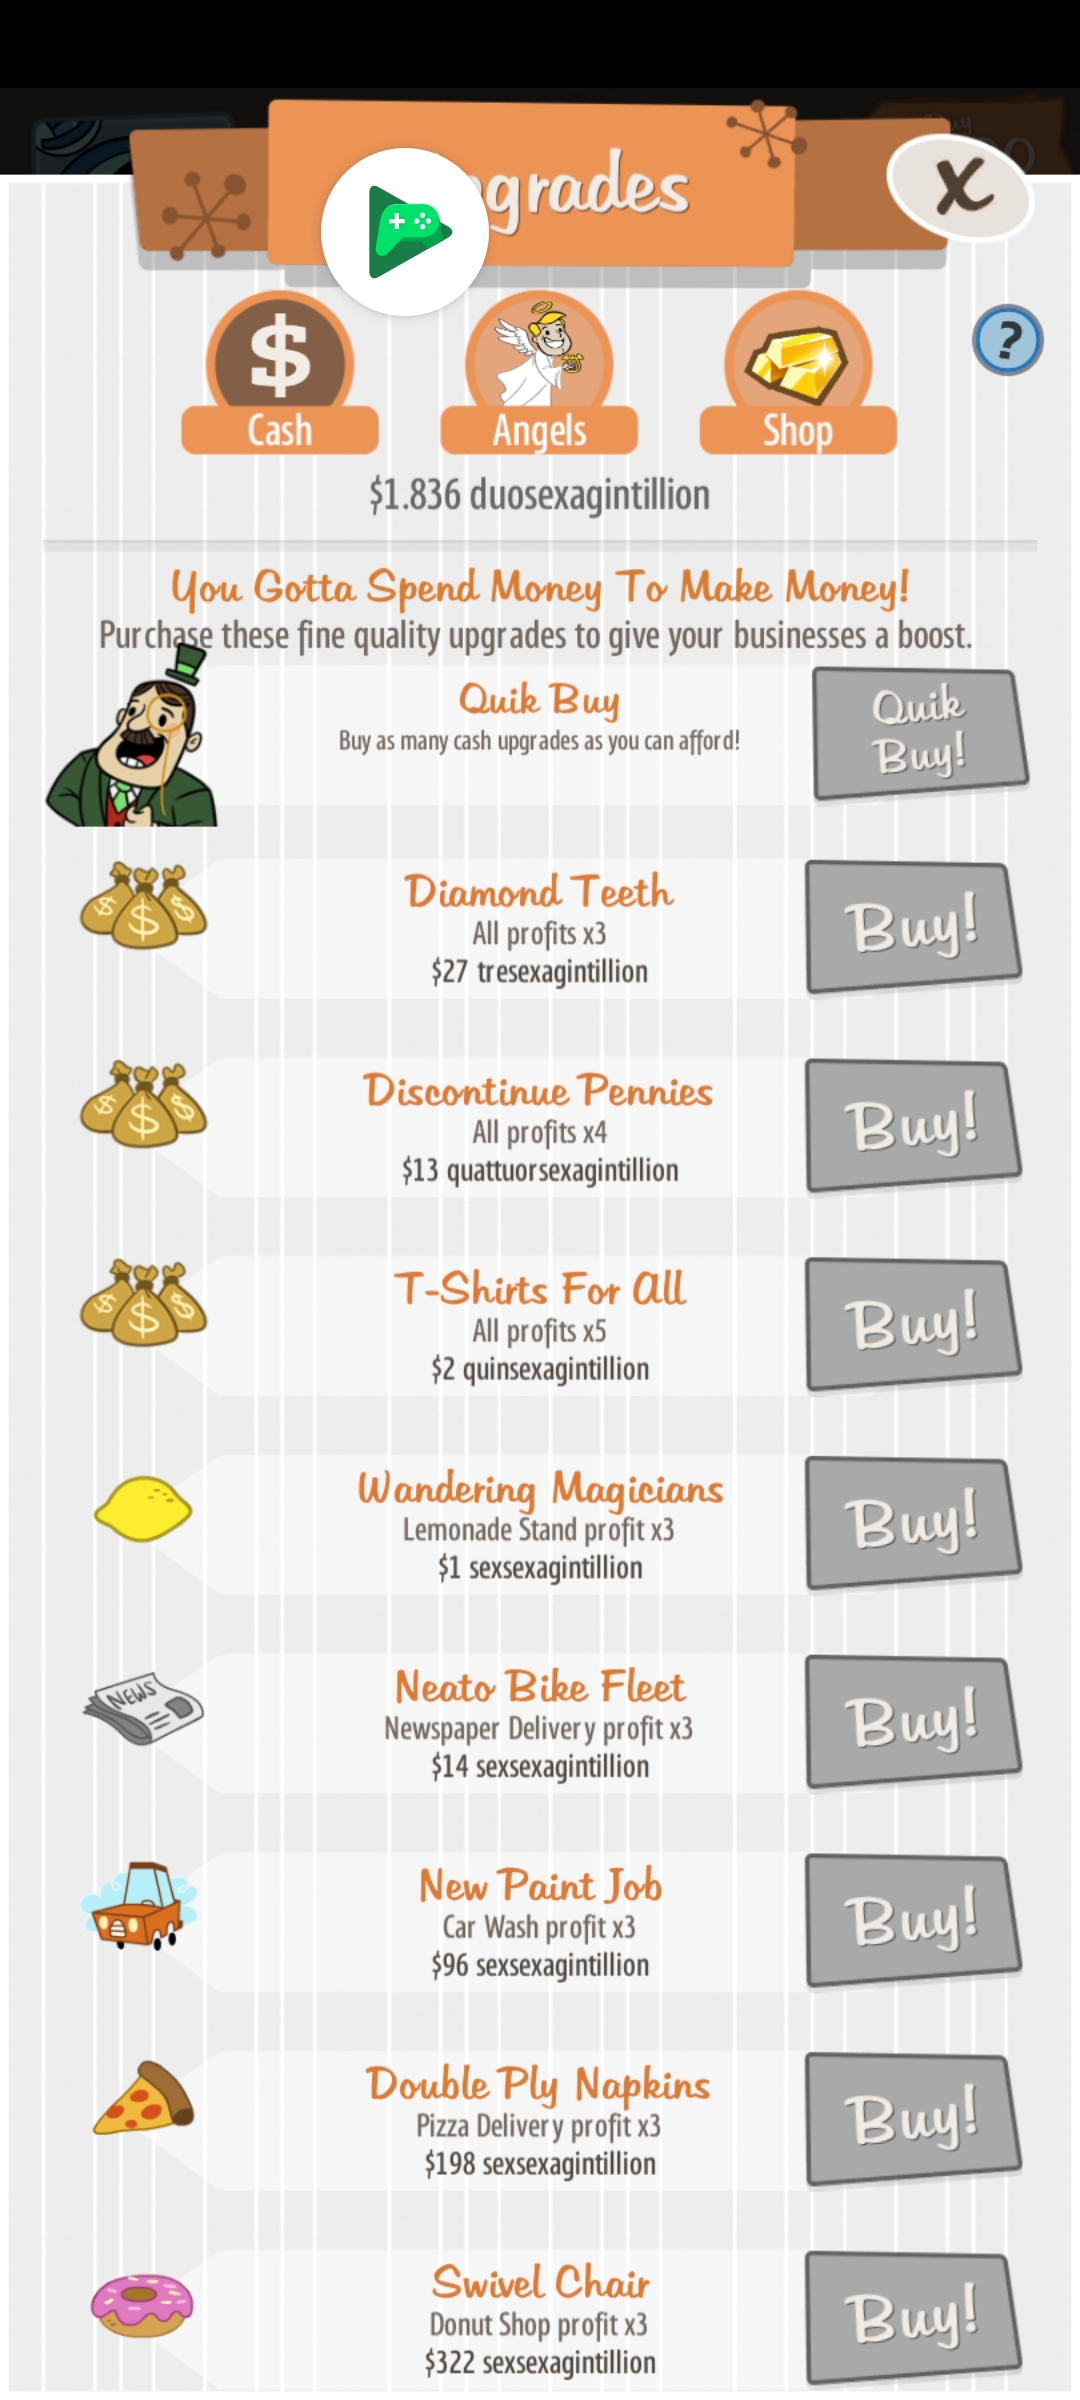 Buy
grades
X
?
$
Cash
Angels
Shop
$1.836 duosexagintillion
You Gotta Spend Money To Make Money!
Purchase these fine quality upgrades to give your businesses a boost.
Quik Buy
Buy as many cash upgrades as you can afford!
Quik
Buy!
Diamond Teeth
All profits x3
$27 tresexagintillion
Buy!
Discontinue Pennies
All profits x4
$13 quattuorsexagintillion
Buy!
T-Shirts For All
All profits x5
$2 quinsexagintillion
Buy!
Wandering Magicians
Lemonade Stand profit x3
$1 sexsexagintillion
Buy!
NEWS
Neato Bike Fleet
Newspaper Delivery profit x3
$14 sexsexagintillion
Buy!
New Paint Job
Car Wash profit x3
$96 sexsexagintillion
Buy!
Double Ply Napkins
Pizza Delivery profit x3
$198 sexsexagintillion
Buy!
Swivel Chair
Donut Shop profit x3
$322 sexsexagintillion
Buy!